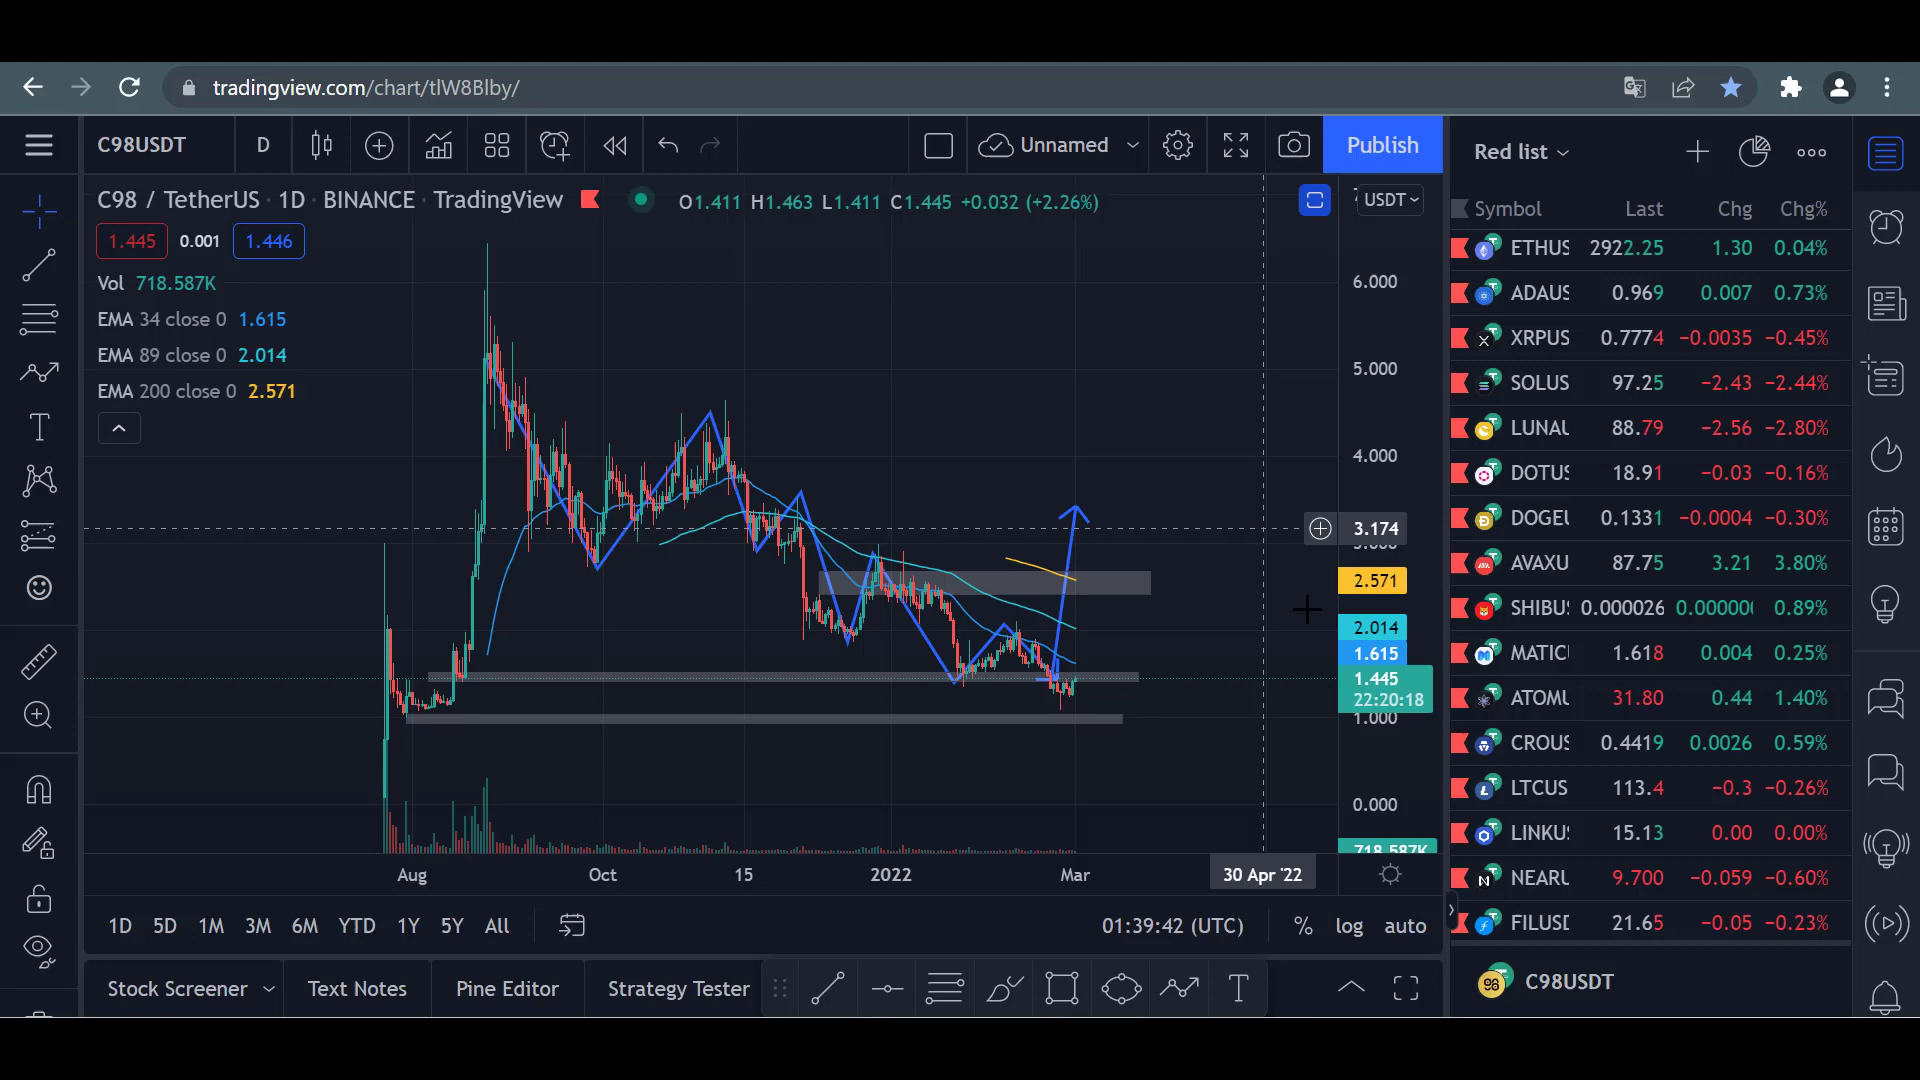 tradingview.com/chart/tlW8Blby/
C98USDT D Unnamed Publish Red list
C98 / TetherUS · 1D · BINANCE · TradingView O1.411 H1.463 L1.411 C1.445 +0.032 (+2.26%) USDT
1.445 0.001 1.446
Vol 718.587K
EMA 34 close 0 1.615
EMA 89 close 0 2.014
EMA 200 close 0 2.571
6.000
5.000
4.000
3.174
2.571
2.014
1.615
1.445
22:20:18
1.000
0.000
718.587K
Aug Oct 15 2022 Mar 30 Apr '22
1D 5D 1M 3M 6M YTD 1Y 5Y All 01:39:42 (UTC) % log auto
Stock Screener Text Notes Pine Editor Strategy Tester
Symbol Last Chg Chg%
ETHUS 2922.25 1.30 0.04%
ADAUS 0.969 0.007 0.73%
XRPUS 0.7774 −0.0035 −0.45%
SOLUS 97.25 −2.43 −2.44%
LUNAU 88.79 −2.56 −2.80%
DOTUS 18.91 −0.03 −0.16%
DOGEU 0.1331 −0.0004 −0.30%
AVAXU 87.75 3.21 3.80%
SHIBUS 0.000026 0.000000 0.89%
MATICU 1.618 0.004 0.25%
ATOMU 31.80 0.44 1.40%
CROUS 0.4419 0.0026 0.59%
LTCUS 113.4 −0.3 −0.26%
LINKUS 15.13 0.00 0.00%
NEARU 9.700 −0.059 −0.60%
FILUSD 21.65 −0.05 −0.23%
C98USDT